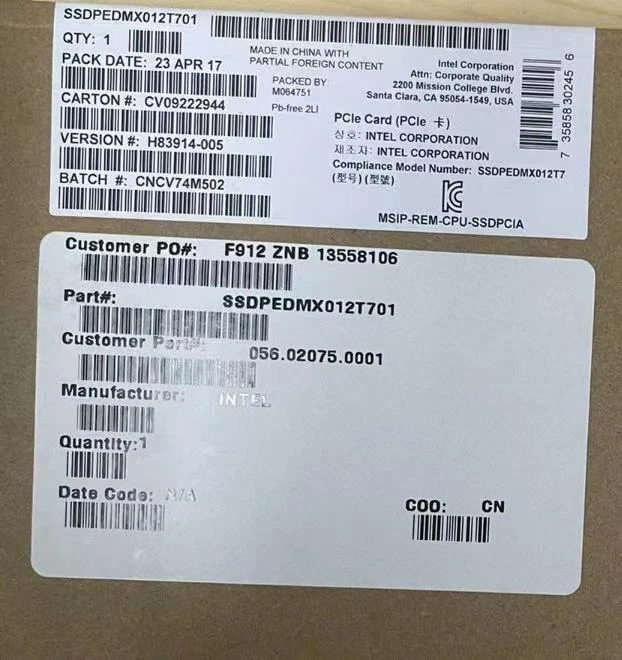 SSDPEDMX012T701
QTY: 1
PACK DATE: 23 APR 17
CARTON #: CV09222944
VERSION #: H83914-005
BATCH #: CNCV74M502
MADE IN CHINA WITH
PARTIAL FOREIGN CONTENT
PACKED BY
M064751
Pb-free 2LI
Intel Corporation
Attn: Corporate Quality
2200 Mission College Blvd.
Santa Clara, CA 95054-1549, USA
PCIe Card (PCIe 卡)
상호: INTEL CORPORATION
제조자: INTEL CORPORATION
Compliance Model Number: SSDPEDMX012T7
(型号) (型號)
MSIP-REM-CPU-SSDPCIA
7 35858 30245 6
Customer PO#: F912 ZNB 13558106
Part#: SSDPEDMX012T701
Customer Part#: 056.02075.0001
Manufacturer: INTEL
Quantity:1
Date Code: N/A
COO: CN